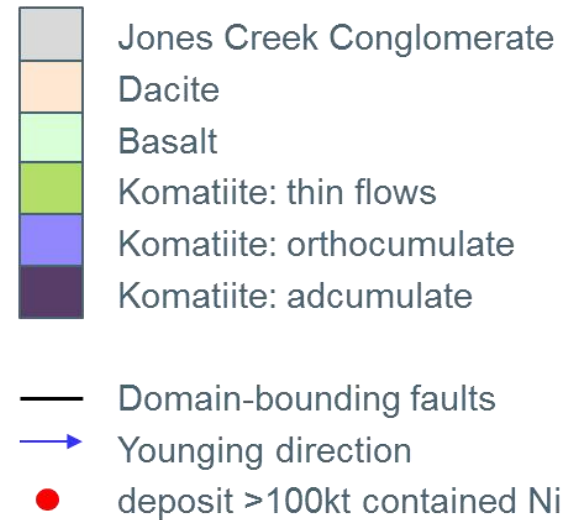 Jones Creek Conglomerate
Dacite
Basalt
Komatiite: thin flows
Komatiite: orthocumulate
Komatiite: adcumulate
Domain-bounding faults
Younging direction
deposit >100kt contained Ni